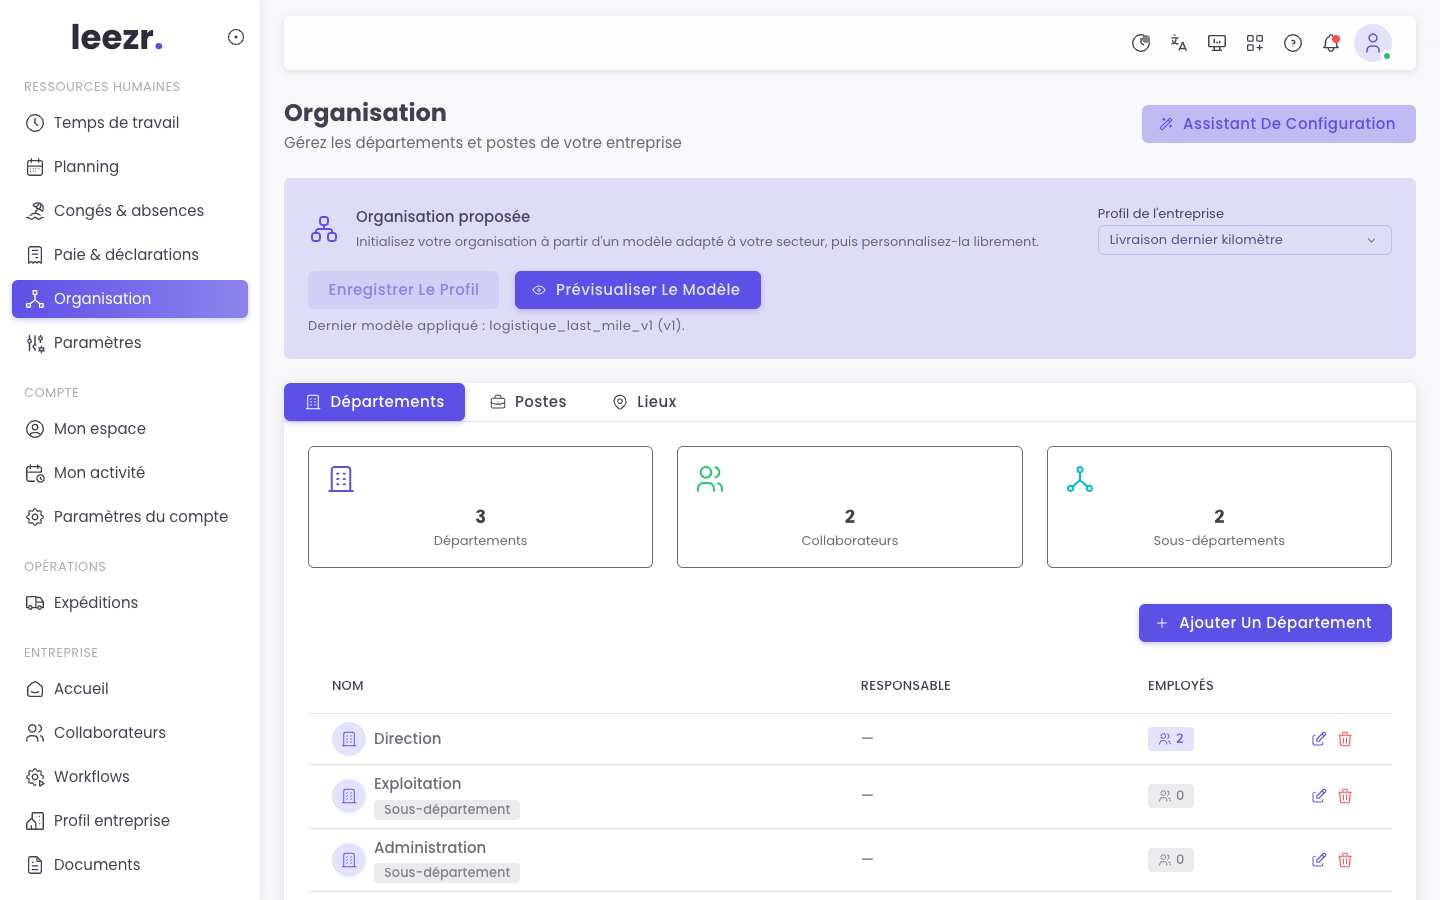 leezr.
RESSOURCES HUMAINES
Temps de travail
Planning
Congés & absences
Paie & déclarations
Organisation
Paramètres
COMPTE
Mon espace
Mon activité
Paramètres du compte
OPÉRATIONS
Expéditions
ENTREPRISE
Accueil
Collaborateurs
Workflows
Profil entreprise
Documents
Organisation
Gérez les départements et postes de votre entreprise
Assistant De Configuration
Organisation proposée
Initialisez votre organisation à partir d'un modèle adapté à votre secteur, puis personnalisez-la librement.
Profil de l'entreprise
Livraison dernier kilomètre
Enregistrer Le Profil
Prévisualiser Le Modèle
Dernier modèle appliqué : logistique_last_mile_v1 (v1).
Départements
Postes
Lieux
3
Départements
2
Collaborateurs
2
Sous-départements
Ajouter Un Département
NOM RESPONSABLE EMPLOYÉS
Direction — 2
Exploitation — 0
Sous-département
Administration — 0
Sous-département